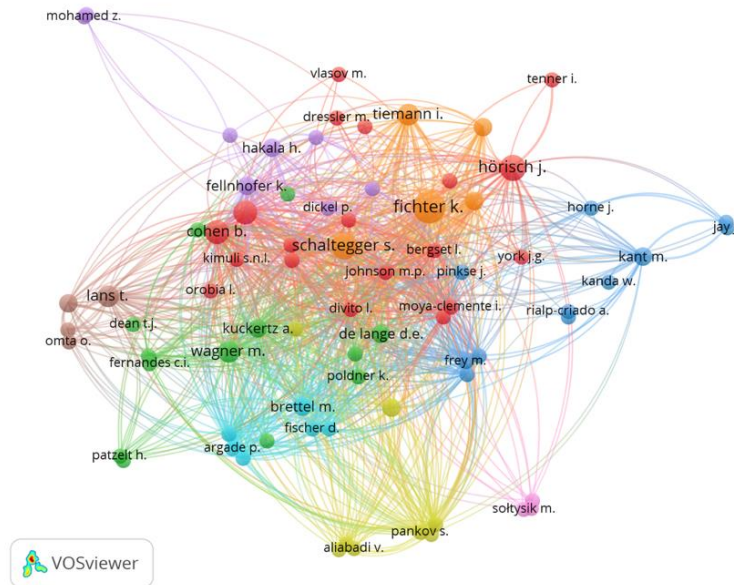 mohamed z.
vlasov m.
tenner i.
dressler m.
tiemann i.
hakala h.
hörisch j.
fellnhofer k.
dickel p.
fichter k.
horne j.
jay
cohen b.
schaltegger s.
bergset l.
york j.g.
kant m.
kimuli s.n.l.
johnson m.p.
pinkse j.
kanda w.
orobia l.
lans t.
divito l.
moya-clemente i.
rialp-criado a.
dean t.j.
kuckertz a.
de lange d.e.
omta o.
fernandes c.i.
wagner m.
frey m.
poldner k.
brettel m.
fischer d.
argade p.
patzelt h.
sołtysik m.
pankov s.
aliabadi v.
VOSviewer